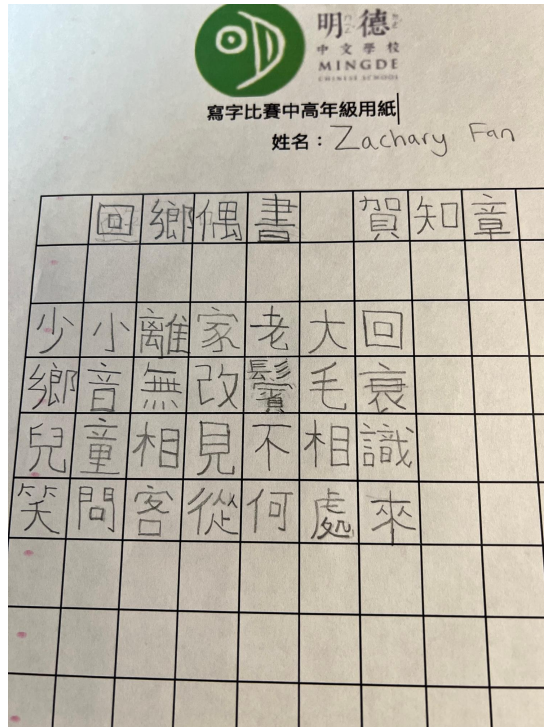 明德
中文學校
MINGDE
CHINESE SCHOOL
寫字比賽中高年級用紙
姓名：Zachary Fan
回鄉偶書 賀知章
少小離家老大回
鄉音無改鬢毛衰
兒童相見不相識
笑問客從何處來